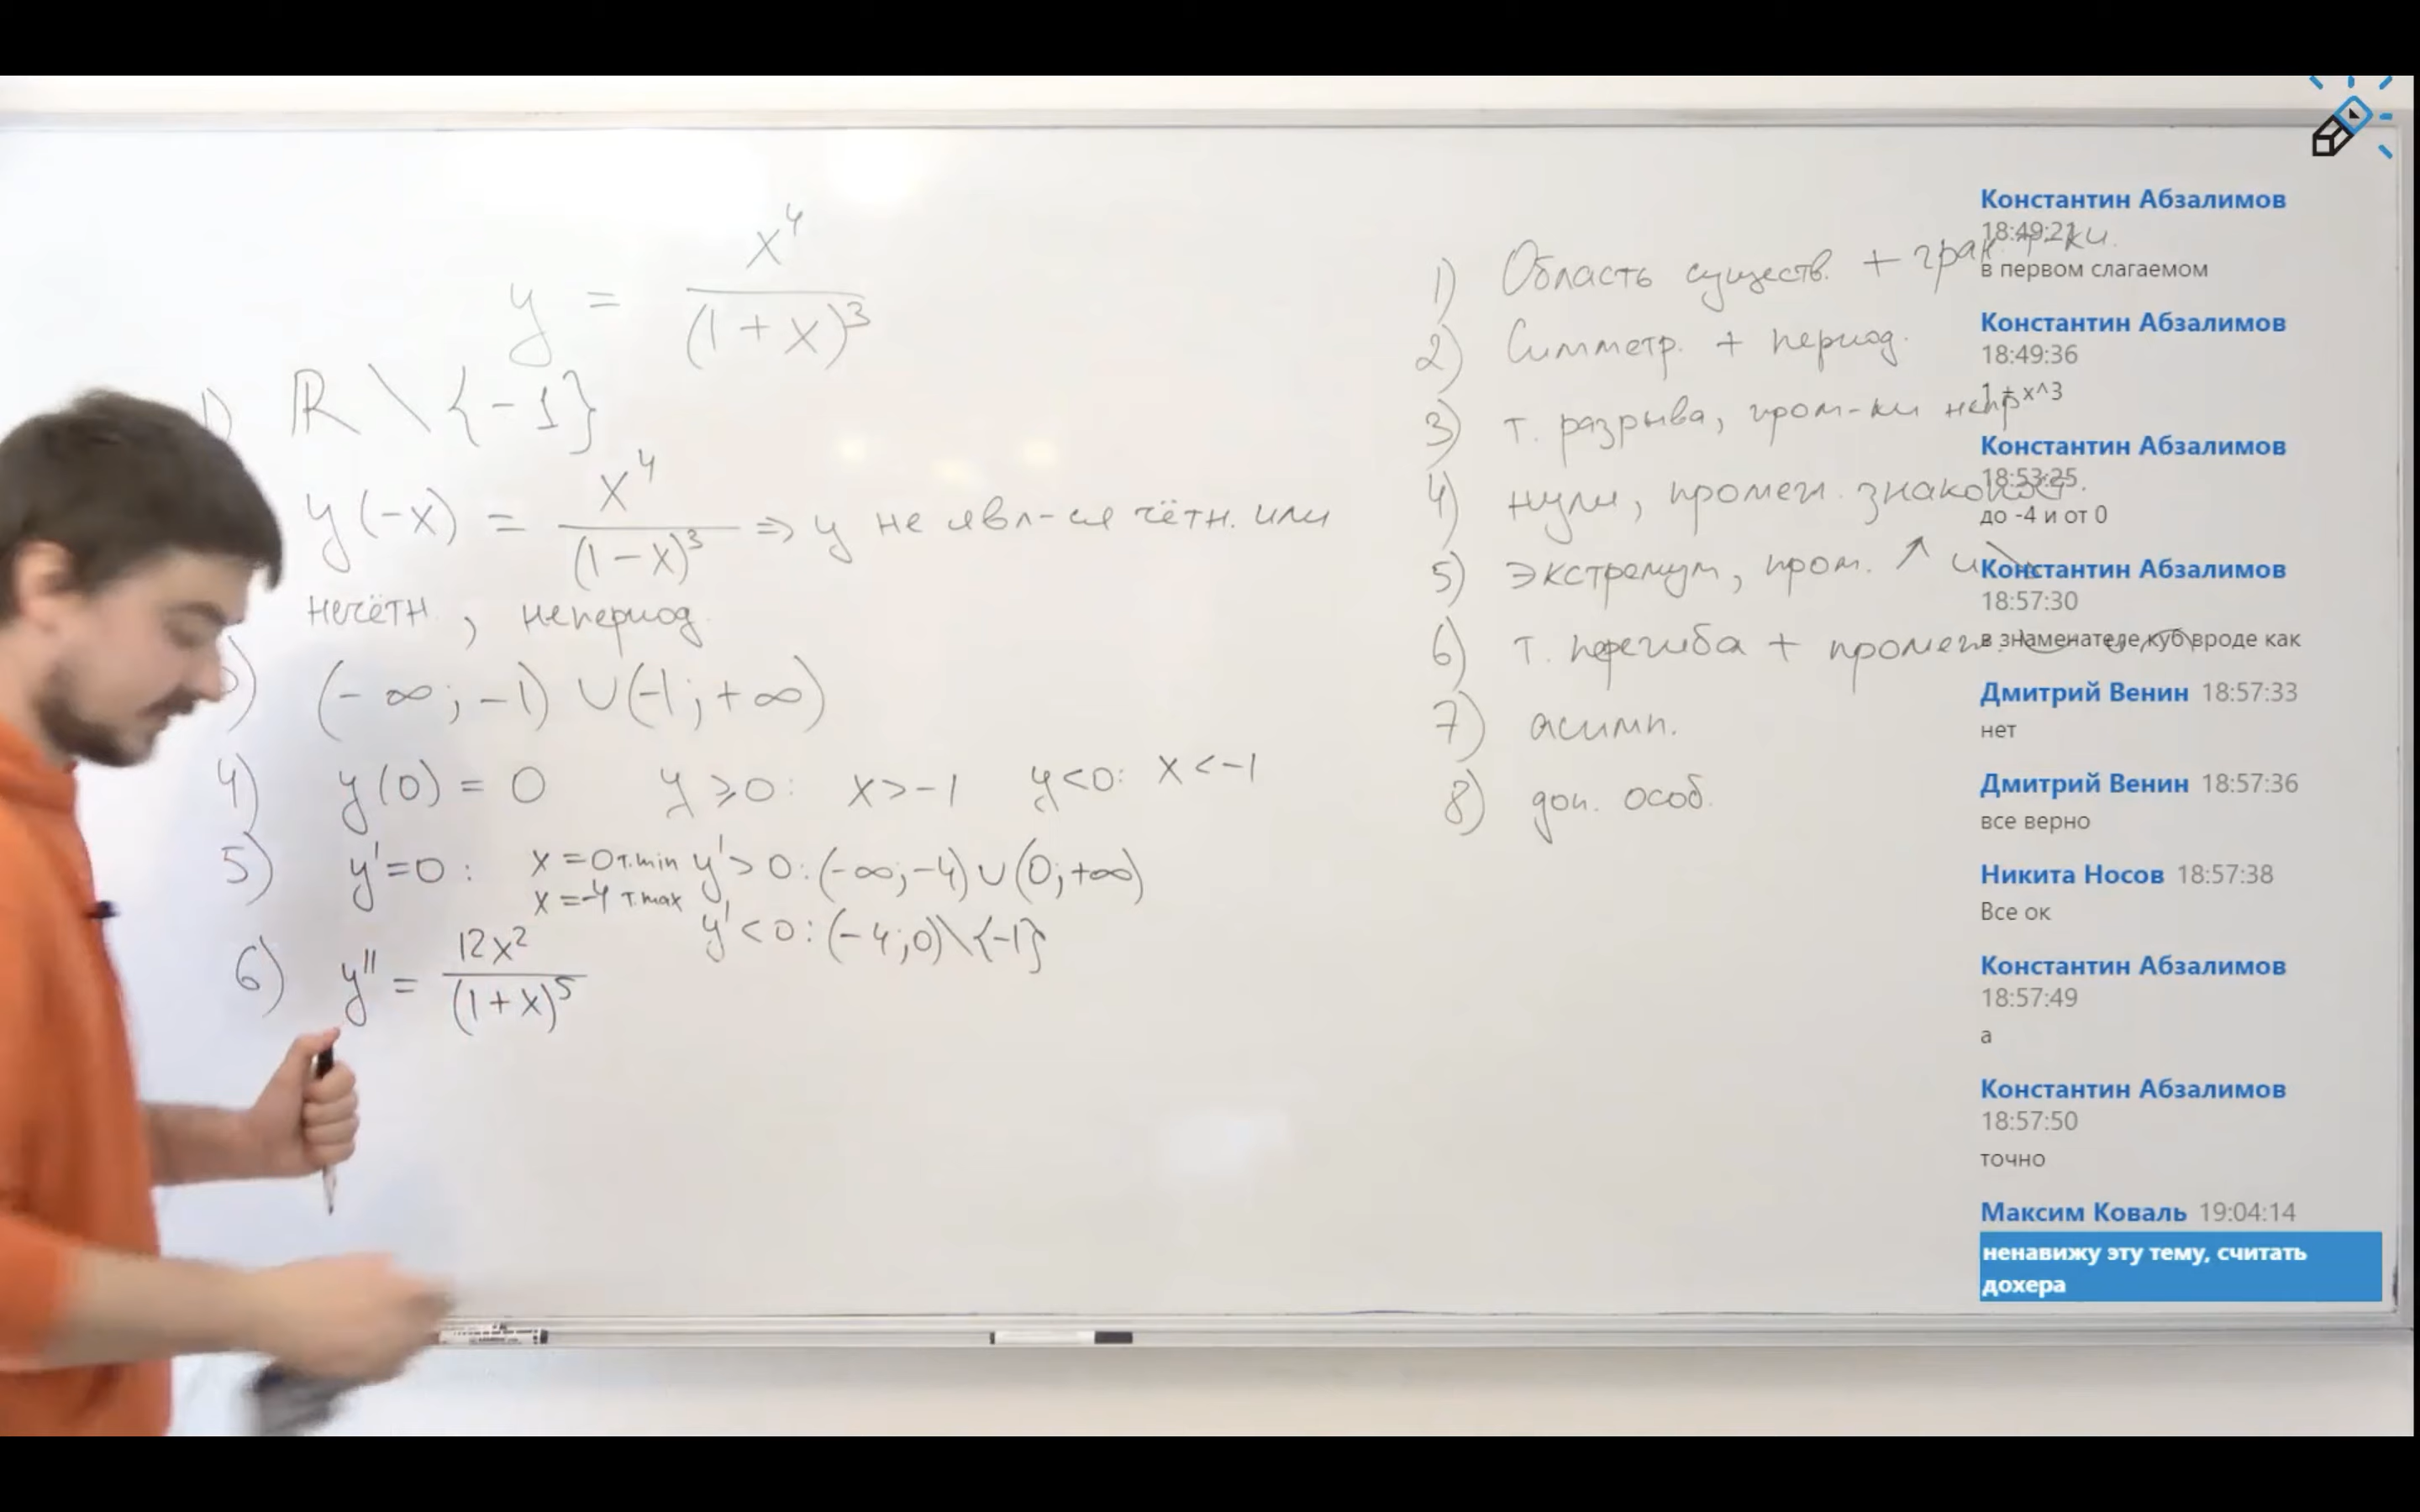 y = x⁴ / (1 + x)³
1) ℝ \ {-1}
y(-x) = x⁴ / (1 - x)³ ⇒ y не явл-ся чётн. или
нечётн., непериод.
) (-∞; -1) ∪ (-1; +∞)
4) y(0) = 0 y ⩾ 0: x > -1 y < 0: x < -1
5) y' = 0: x = 0 т. min y' > 0: (-∞; -4) ∪ (0; +∞)
x = -4 т. max y' < 0: (-4; 0) \ {-1}
6) y'' = 12x² / (1 + x)⁵
1) Область существ. +
2) Симметр. + период.
3) т. разрыва, пром-ки непр
4) нули, промеж.
5) экстремум, пром. ↗ и ↘
6) т. перегиба + промеж.
7) асимп.
8) доп. особ.
Константин Абзалимов
18:49:21
в первом слагаемом
Константин Абзалимов
18:49:36
1 + x^3
Константин Абзалимов
18:53:25
до -4 и от 0
Константин Абзалимов
18:57:30
в знаменателе куб вроде как
Дмитрий Венин 18:57:33
нет
Дмитрий Венин 18:57:36
все верно
Никита Носов 18:57:38
Все ок
Константин Абзалимов
18:57:49
а
Константин Абзалимов
18:57:50
точно
Максим Коваль 19:04:14
ненавижу эту тему, считать
дохера